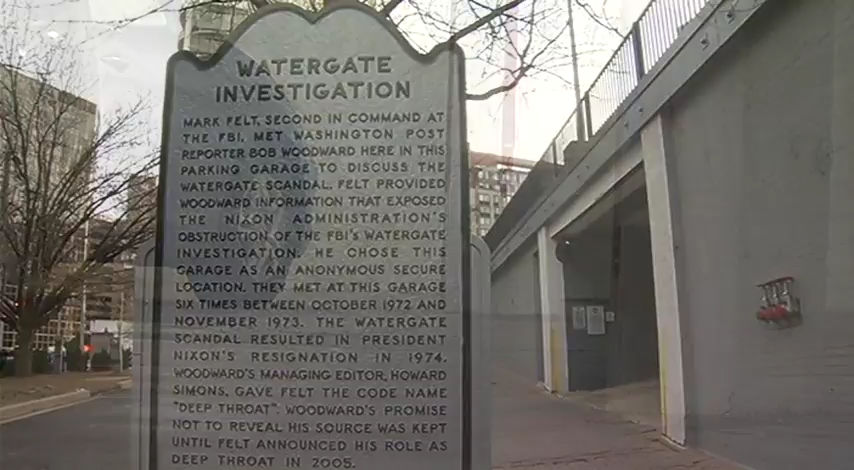 WATERGATE
INVESTIGATION
MARK FELT, SECOND IN COMMAND AT
THE FBI, MET WASHINGTON POST
REPORTER BOB WOODWARD HERE IN THIS
PARKING GARAGE TO DISCUSS THE
WATERGATE SCANDAL. FELT PROVIDED
WOODWARD INFORMATION THAT EXPOSED
THE NIXON ADMINISTRATION'S
OBSTRUCTION OF THE FBI'S WATERGATE
INVESTIGATION. HE CHOSE THIS
GARAGE AS AN ANONYMOUS SECURE
LOCATION. THEY MET AT THIS GARAGE
SIX TIMES BETWEEN OCTOBER 1972 AND
NOVEMBER 1973. THE WATERGATE
SCANDAL RESULTED IN PRESIDENT
NIXON'S RESIGNATION IN 1974.
WOODWARD'S MANAGING EDITOR, HOWARD
SIMONS, GAVE FELT THE CODE NAME
"DEEP THROAT". WOODWARD'S PROMISE
NOT TO REVEAL HIS SOURCE WAS KEPT
UNTIL FELT ANNOUNCED HIS ROLE AS
DEEP THROAT IN 2005.